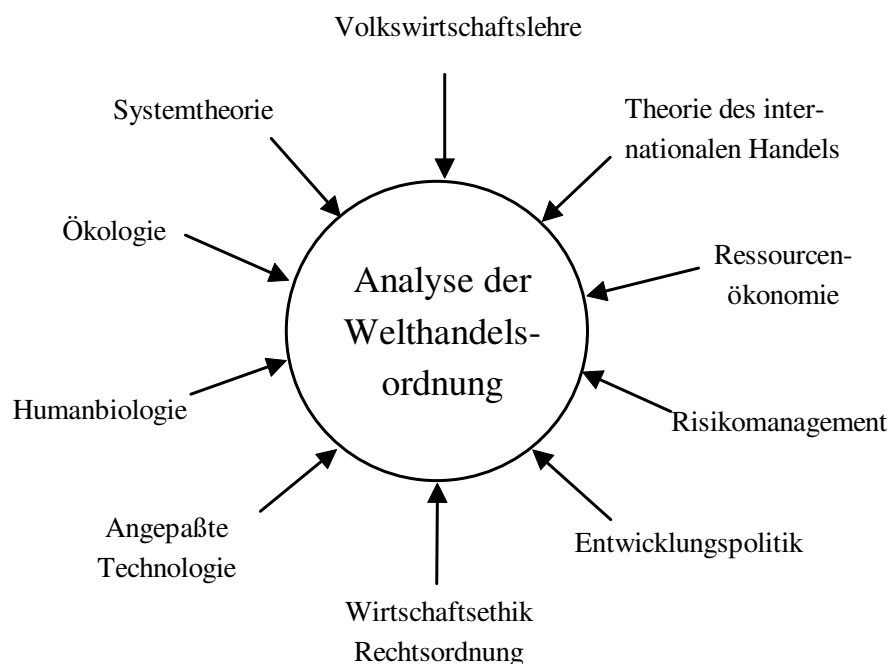 Volkswirtschaftslehre
Systemtheorie
Theorie des inter-
nationalen Handels
Ökologie
Ressourcen-
ökonomie
Analyse der
Welthandels-
ordnung
Humanbiologie
Risikomanagement
Angepaßte
Technologie
Entwicklungspolitik
Wirtschaftsethik
Rechtsordnung